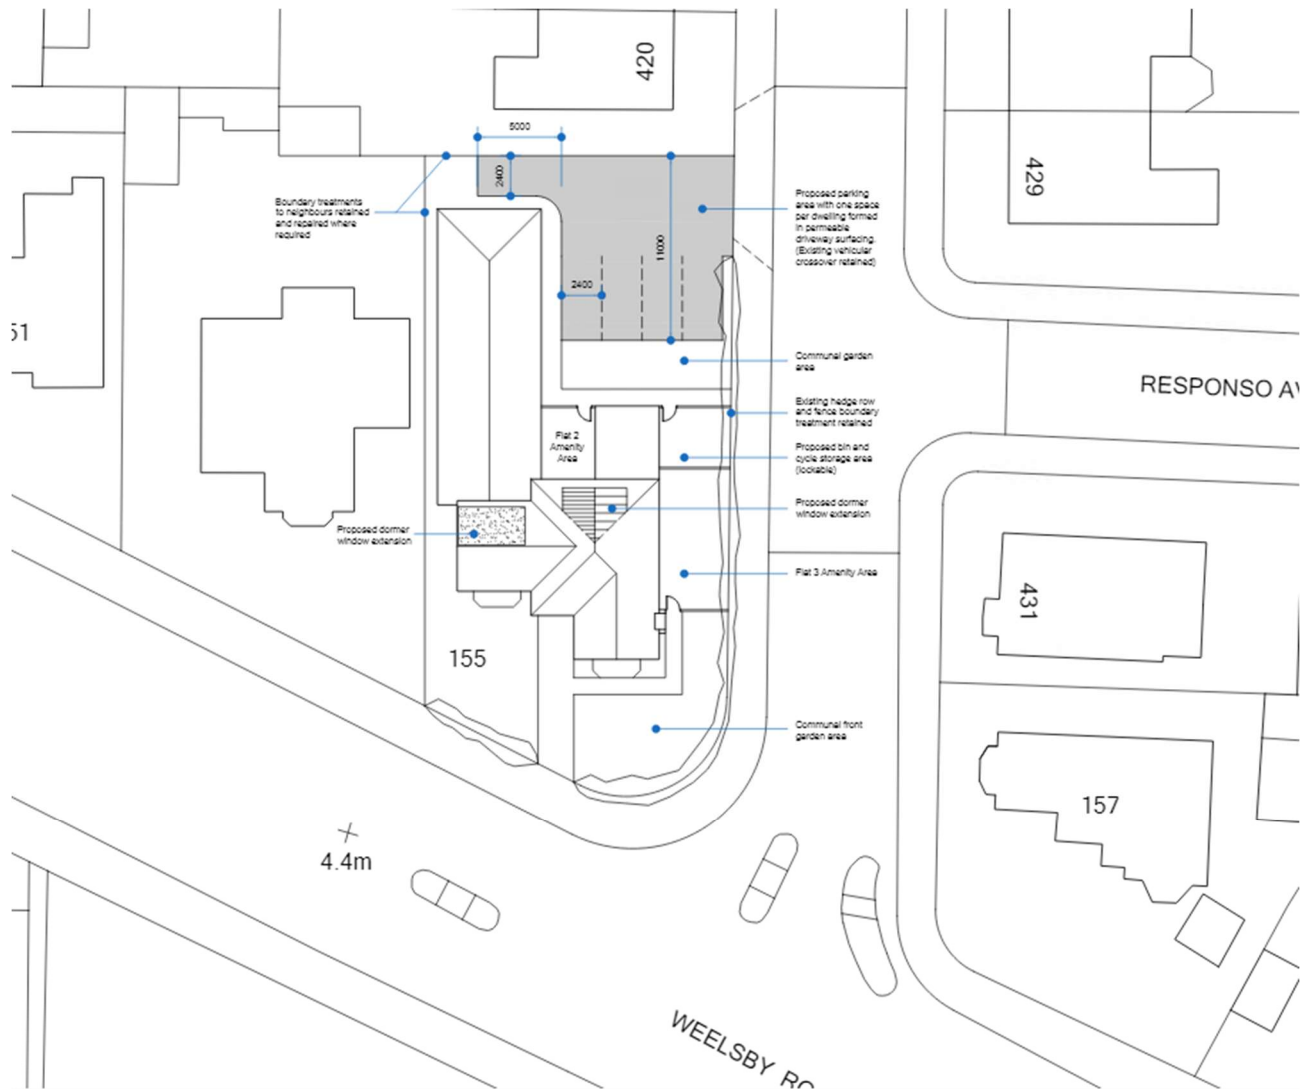 420
5000
2400
429
Boundary treatments
to neighbours retained
and repaired where
required
Proposed parking
area with one space
per dwelling formed
in permeable
driveway surfacing.
(Existing vehicular
crossover retained)
11000
2400
51
Communal garden
area
RESPONSO AV
Existing hedge row
and fence boundary
treatment retained
Flat 2
Amenity
Area
Proposed bin and
cycle storage area
(lockable)
Proposed dormer
window extension
Proposed dormer
window extension
Flat 3 Amenity Area
431
155
Communal front
garden area
157
4.4m
WEELSBY RO